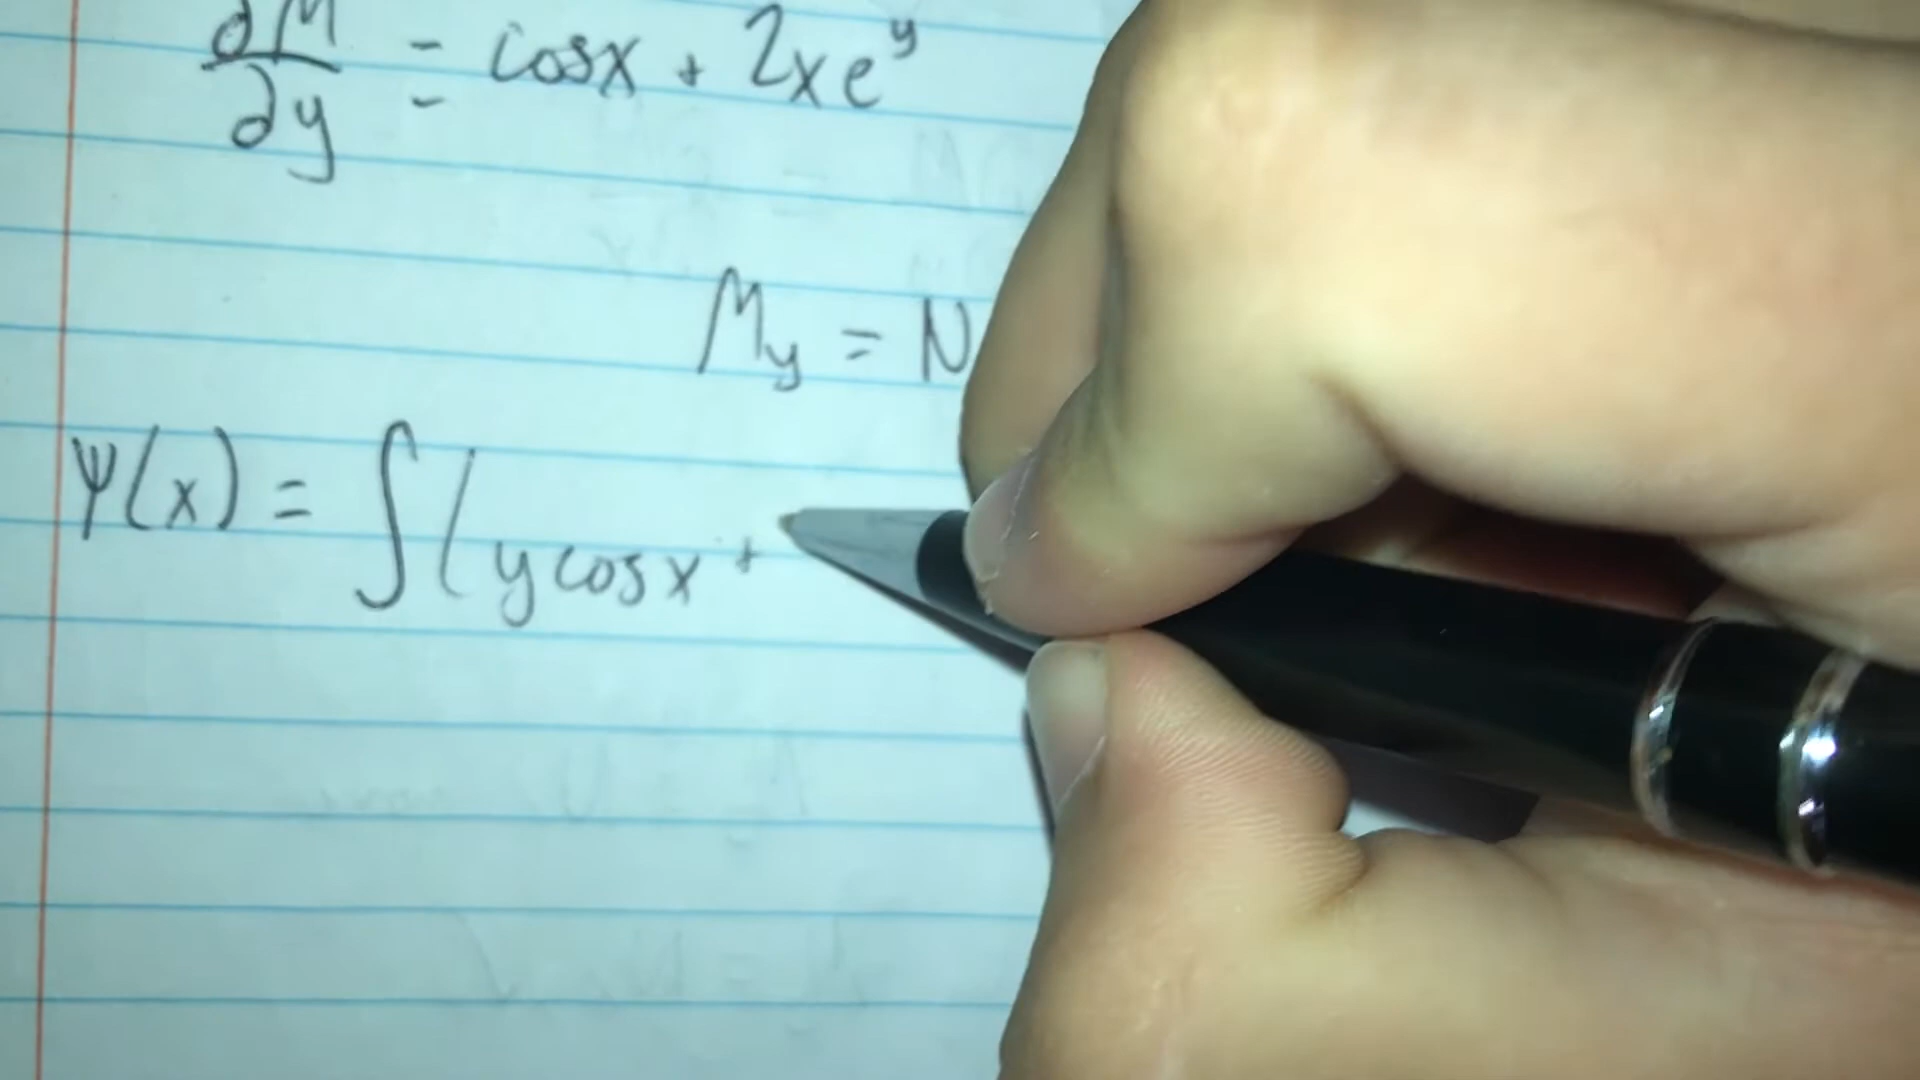 ∂M/∂y = cosx + 2xe^y
My = N
ψ(x) = ∫(ycosx +